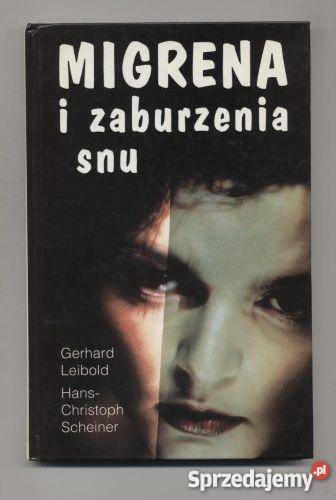 MIGRENA
i zaburzenia
snu
Gerhard
Leibold
Hans-
Christoph
Scheiner
Sprzedajemy.pl